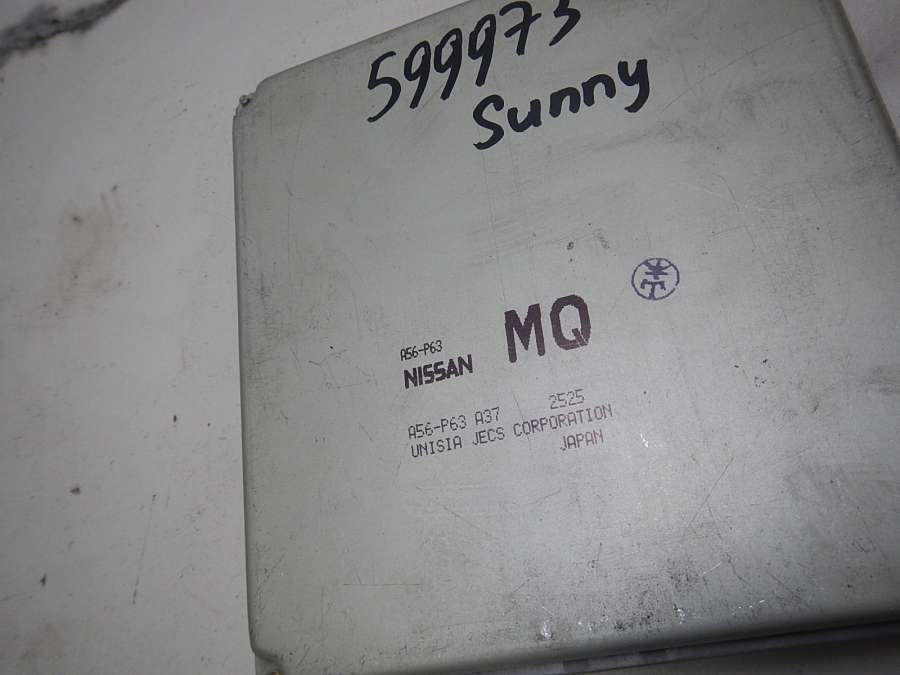 599973
Sunny
A56-P63
NISSAN MQ
A56-P63 A37 2525
UNISIA JECS CORPORATION
JAPAN